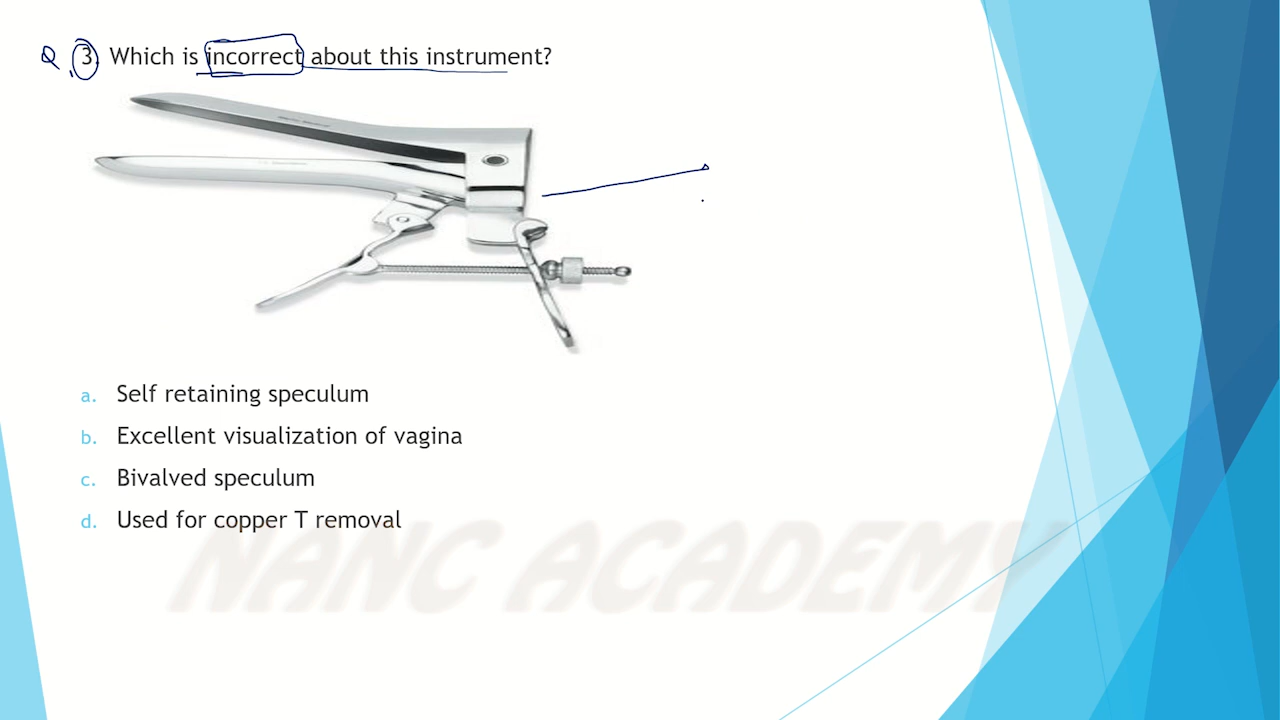 Q 3. Which is incorrect about this instrument?
a. Self retaining speculum
b. Excellent visualization of vagina
c. Bivalved speculum
d. Used for copper T removal
NANC ACADEMY